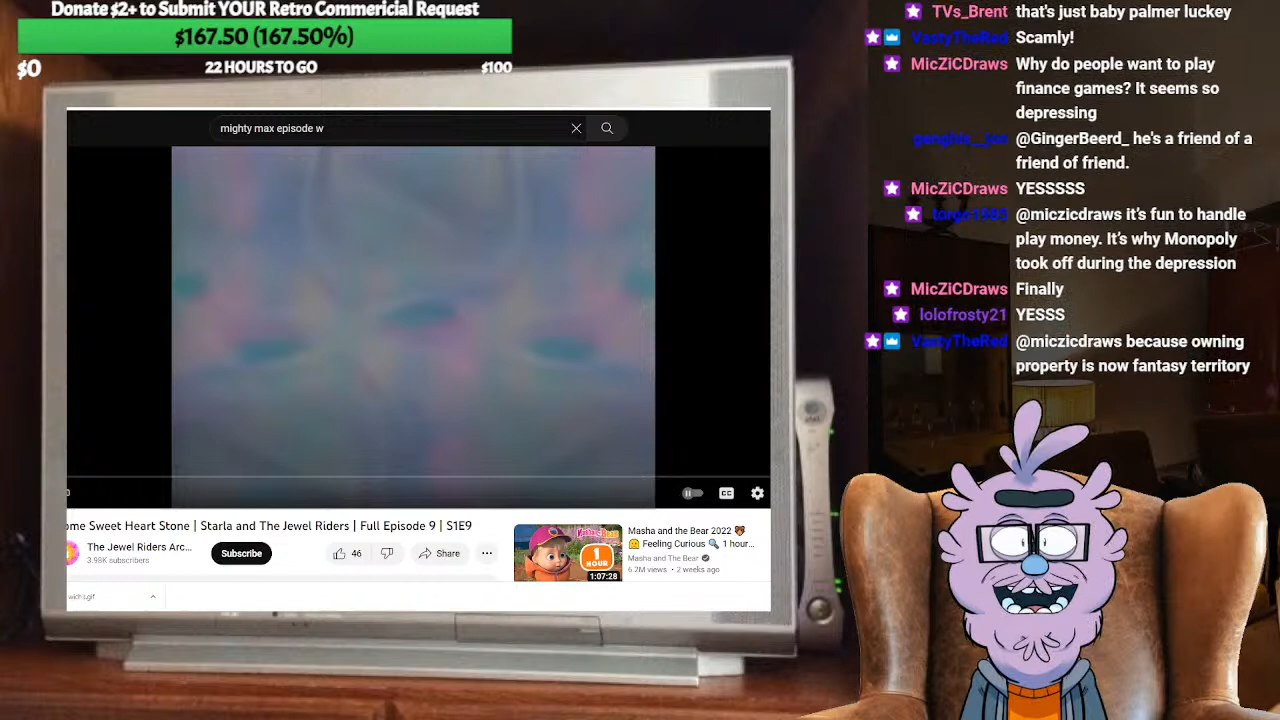 Donate $2+ to Submit YOUR Retro Commericial Request
$167.50 (167.50%)
$0
22 HOURS TO GO
$100
mighty max episode w
ome Sweet Heart Stone | Starla and The Jewel Riders | Full Episode 9 | S1E9
The Jewel Riders Arc...
3.98K subscribers
Subscribe
46
Share
CC
1 HOUR
1:07:28
Masha and the Bear 2022
Feeling Curious 🔍 1 hour...
Masha and The Bear
6.2M views • 2 weeks ago
TVs_Brent that's just baby palmer luckey
VastyTheRed Scamly!
MicZiCDraws Why do people want to play
finance games? It seems so
depressing
genghis__jon @GingerBeerd_ he's a friend of a
friend of friend.
MicZiCDraws YESSSSS
torgo1985 @miczicdraws it's fun to handle
play money. It's why Monopoly
took off during the depression
MicZiCDraws Finally
lolofrosty21 YESSS
VastyTheRed @miczicdraws because owning
property is now fantasy territory